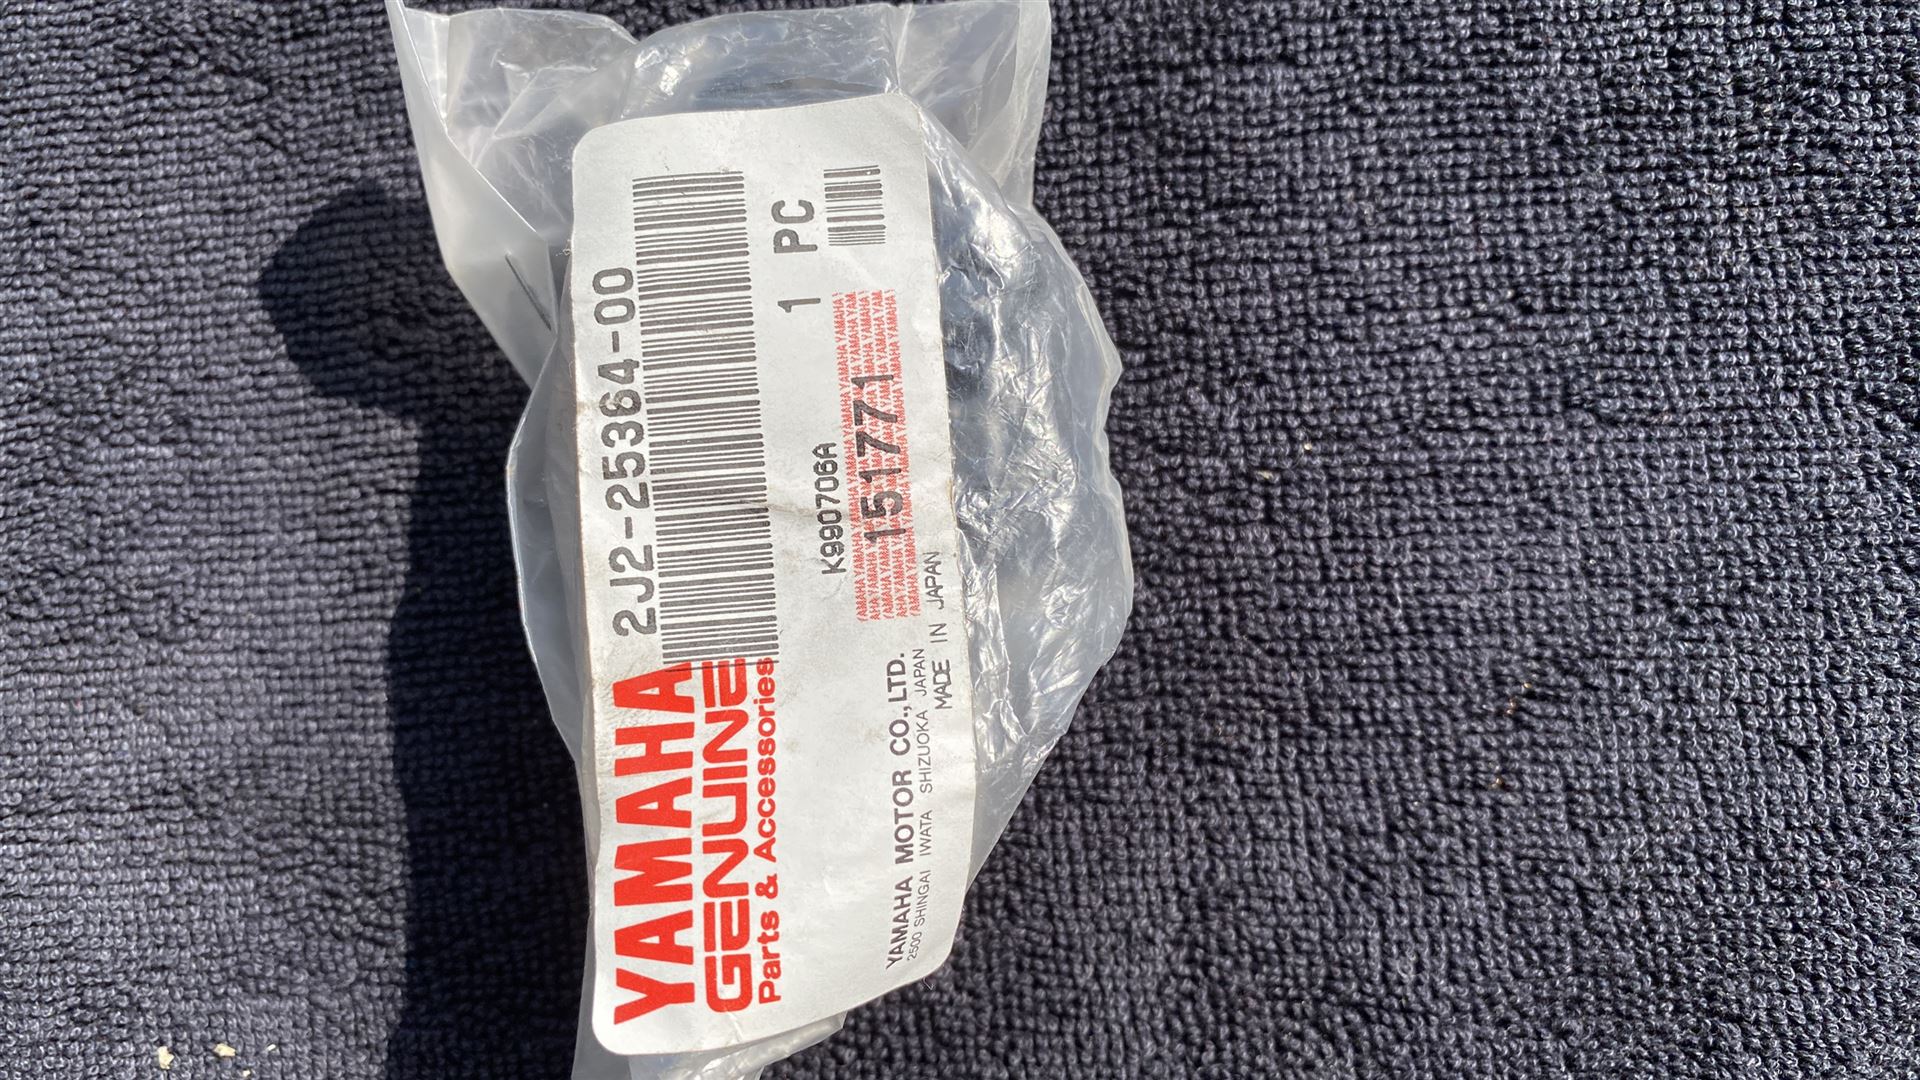 YAMAHA
GENUINE
Parts & Accessories
2J2-25364-00
1 PC
K990706A
151771
YAMAHA MOTOR CO.,LTD.
2500 SHINGAI IWATA SHIZUOKA JAPAN
MADE IN JAPAN